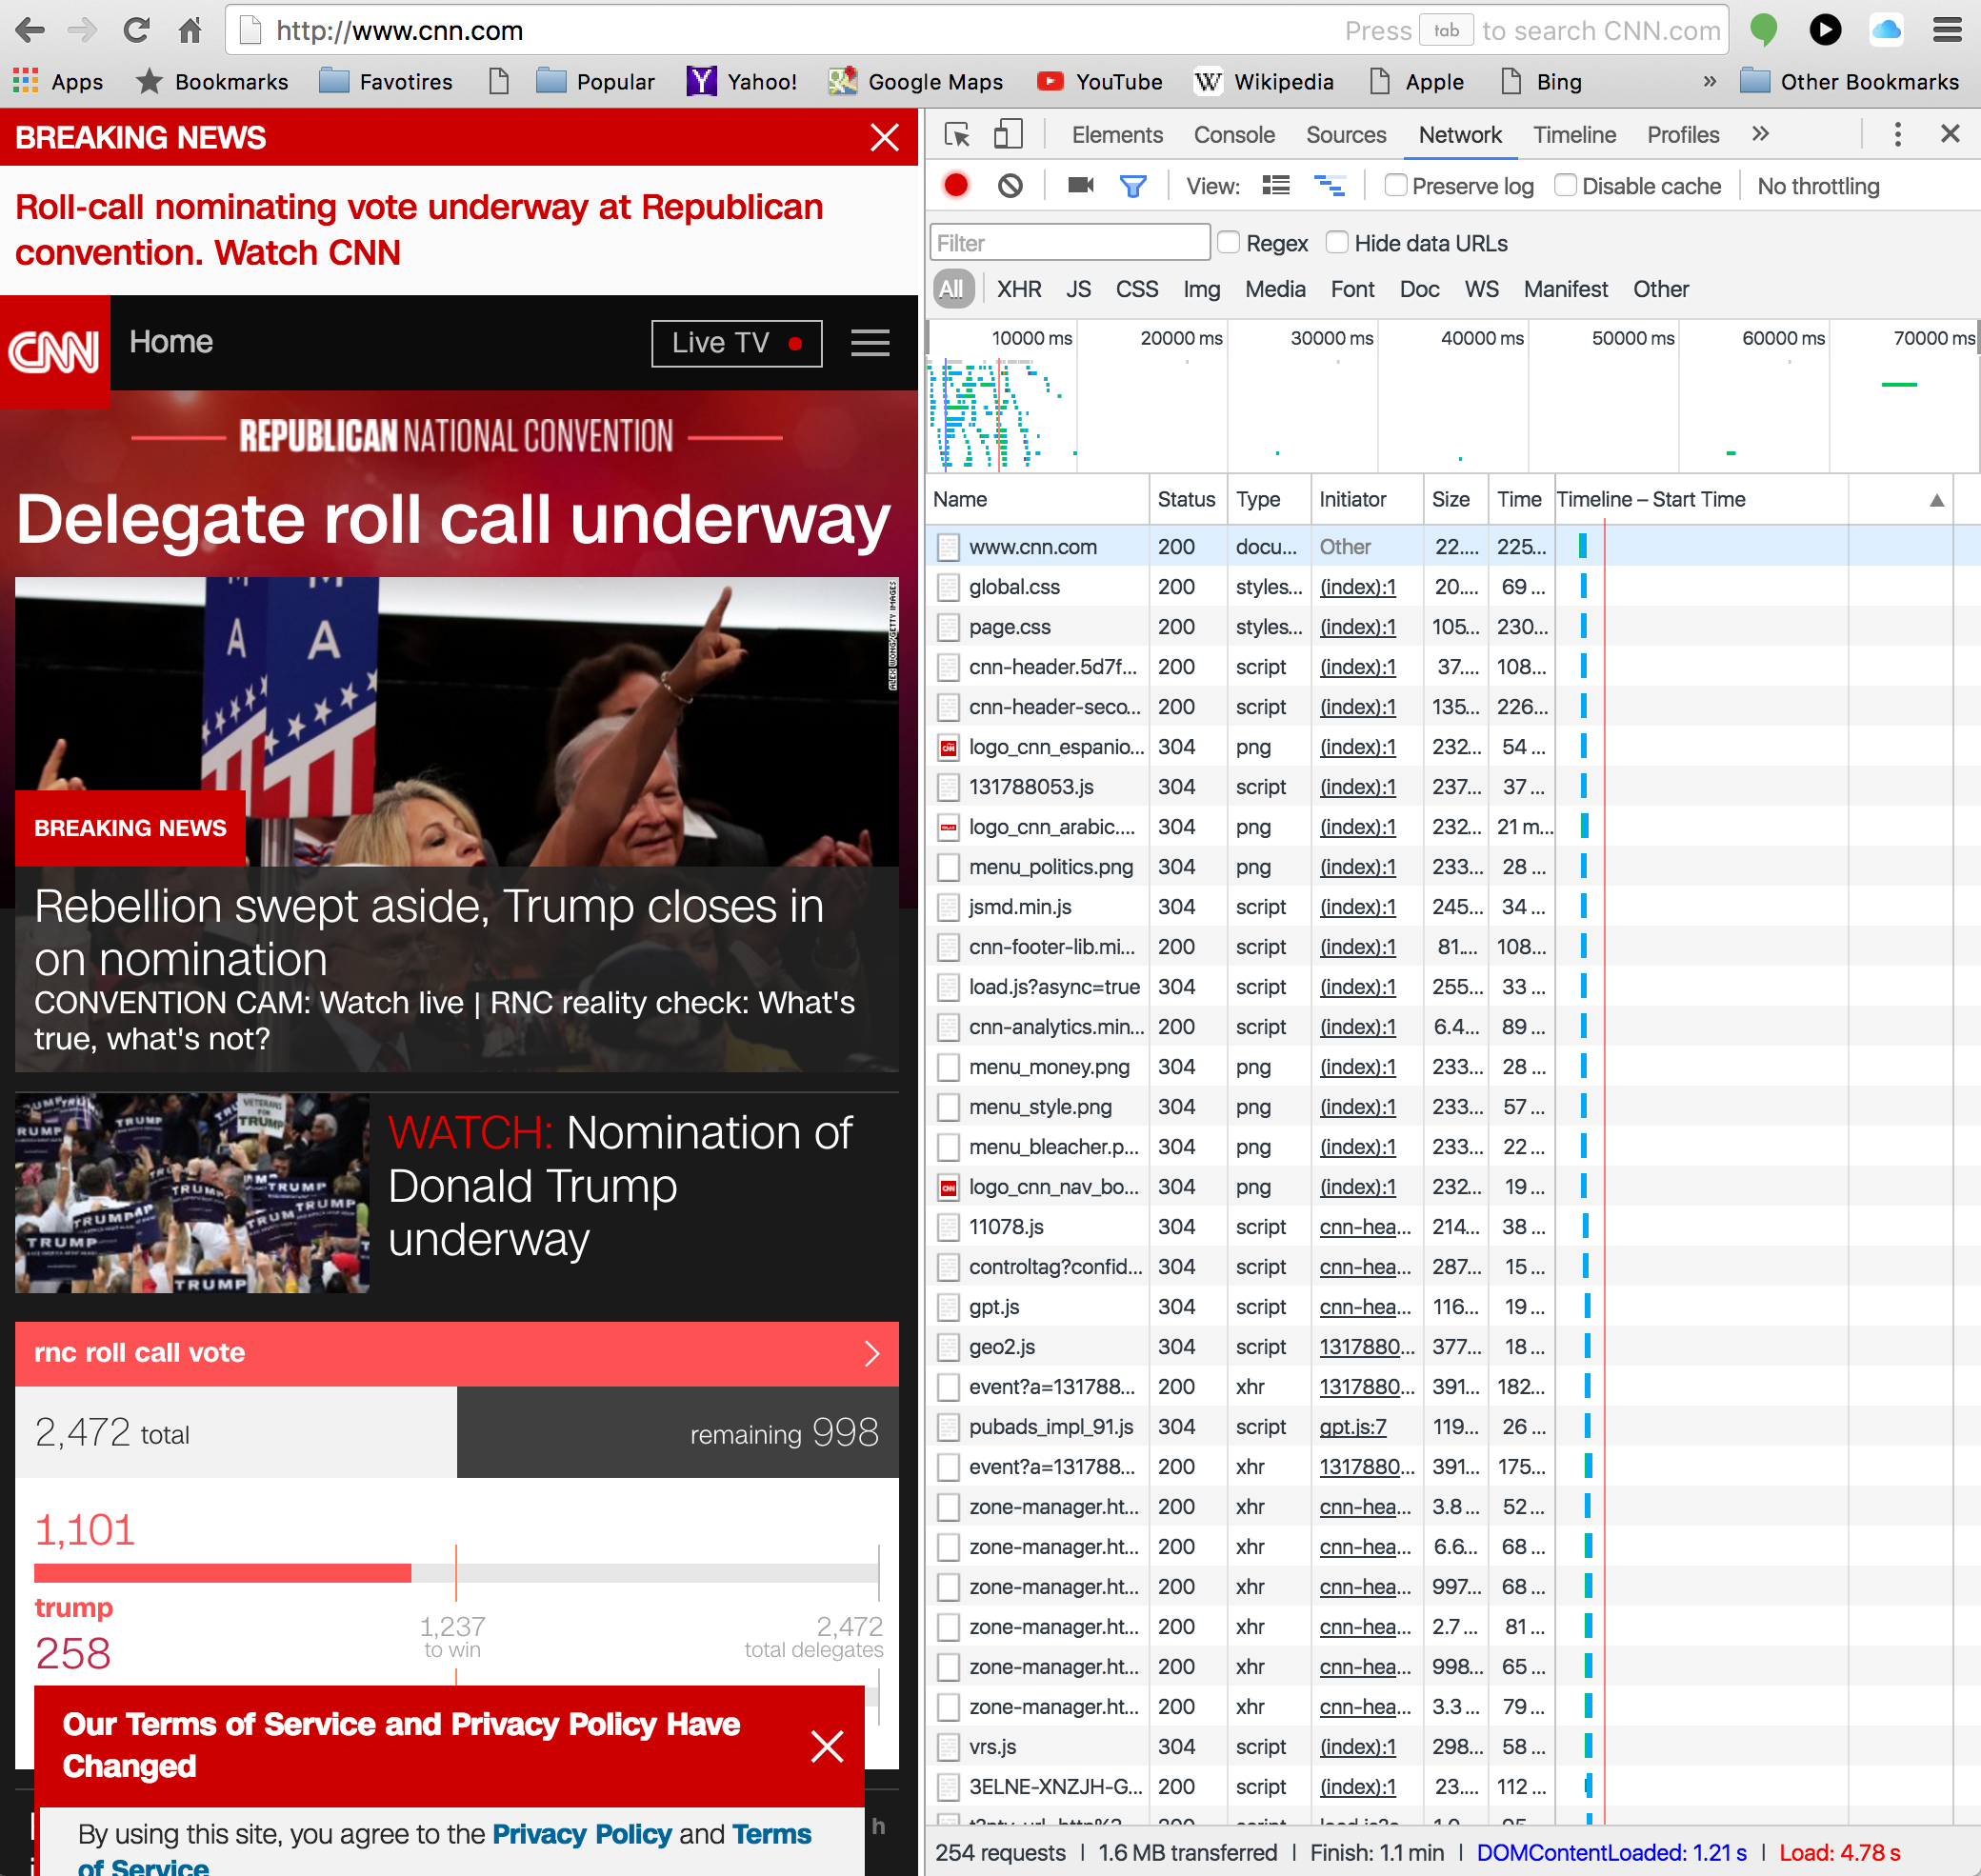 http://www.cnn.com
Press tab to search CNN.com
Apps Bookmarks Favotires Popular Yahoo! Google Maps YouTube Wikipedia Apple Bing » Other Bookmarks
BREAKING NEWS
Roll-call nominating vote underway at Republican
convention. Watch CNN
CNN Home Live TV
REPUBLICAN NATIONAL CONVENTION
Delegate roll call underway
ALEX WONG/GETTY IMAGES
A A
BREAKING NEWS
Rebellion swept aside, Trump closes in
on nomination
CONVENTION CAM: Watch live | RNC reality check: What's
true, what's not?
VETERANS
FOR
TRUMP
TRUMP
TRUMP
TRUMP
TRUMP
TRUMP
TRUMP
TRUMP
TRUMP
WATCH: Nomination of
Donald Trump
underway
rnc roll call vote
2,472 total remaining 998
1,101
trump
1,237
to win
2,472
total delegates
258
Our Terms of Service and Privacy Policy Have
Changed
By using this site, you agree to the Privacy Policy and Terms
of Service
h
Elements Console Sources Network Timeline Profiles »
View: Preserve log Disable cache No throttling
Filter Regex Hide data URLs
All XHR JS CSS Img Media Font Doc WS Manifest Other
10000 ms 20000 ms 30000 ms 40000 ms 50000 ms 60000 ms 70000 ms
Name Status Type Initiator Size Time Timeline – Start Time
www.cnn.com 200 docu... Other 22.... 225...
global.css 200 styles... (index):1 20.... 69 ...
page.css 200 styles... (index):1 105... 230...
cnn-header.5d7f... 200 script (index):1 37.... 108...
cnn-header-seco... 200 script (index):1 135... 226...
logo_cnn_espanio... 304 png (index):1 232... 54 ...
131788053.js 304 script (index):1 237... 37 ...
logo_cnn_arabic.... 304 png (index):1 232... 21 m...
menu_politics.png 304 png (index):1 233... 28 ...
jsmd.min.js 304 script (index):1 245... 34 ...
cnn-footer-lib.mi... 200 script (index):1 81.... 108...
load.js?async=true 304 script (index):1 255... 33 ...
cnn-analytics.min... 200 script (index):1 6.4... 89 ...
menu_money.png 304 png (index):1 233... 28 ...
menu_style.png 304 png (index):1 233... 57 ...
menu_bleacher.p... 304 png (index):1 233... 22 ...
logo_cnn_nav_bo... 304 png (index):1 232... 19 ...
11078.js 304 script cnn-hea... 214... 38 ...
controltag?confid... 304 script cnn-hea... 287... 15 ...
gpt.js 304 script cnn-hea... 116... 19 ...
geo2.js 304 script 1317880... 377... 18 ...
event?a=131788... 200 xhr 1317880... 391... 182...
pubads_impl_91.js 304 script gpt.js:7 119... 26 ...
event?a=131788... 200 xhr 1317880... 391... 175...
zone-manager.ht... 200 xhr cnn-hea... 3.8 ... 52 ...
zone-manager.ht... 200 xhr cnn-hea... 6.6... 68 ...
zone-manager.ht... 200 xhr cnn-hea... 997... 68 ...
zone-manager.ht... 200 xhr cnn-hea... 2.7 ... 81 ...
zone-manager.ht... 200 xhr cnn-hea... 998... 65 ...
zone-manager.ht... 200 xhr cnn-hea... 3.3 ... 79 ...
vrs.js 304 script (index):1 298... 58 ...
3ELNE-XNZJH-G... 200 script (index):1 23.... 112 ...
254 requests | 1.6 MB transferred | Finish: 1.1 min | DOMContentLoaded: 1.21 s | Load: 4.78 s